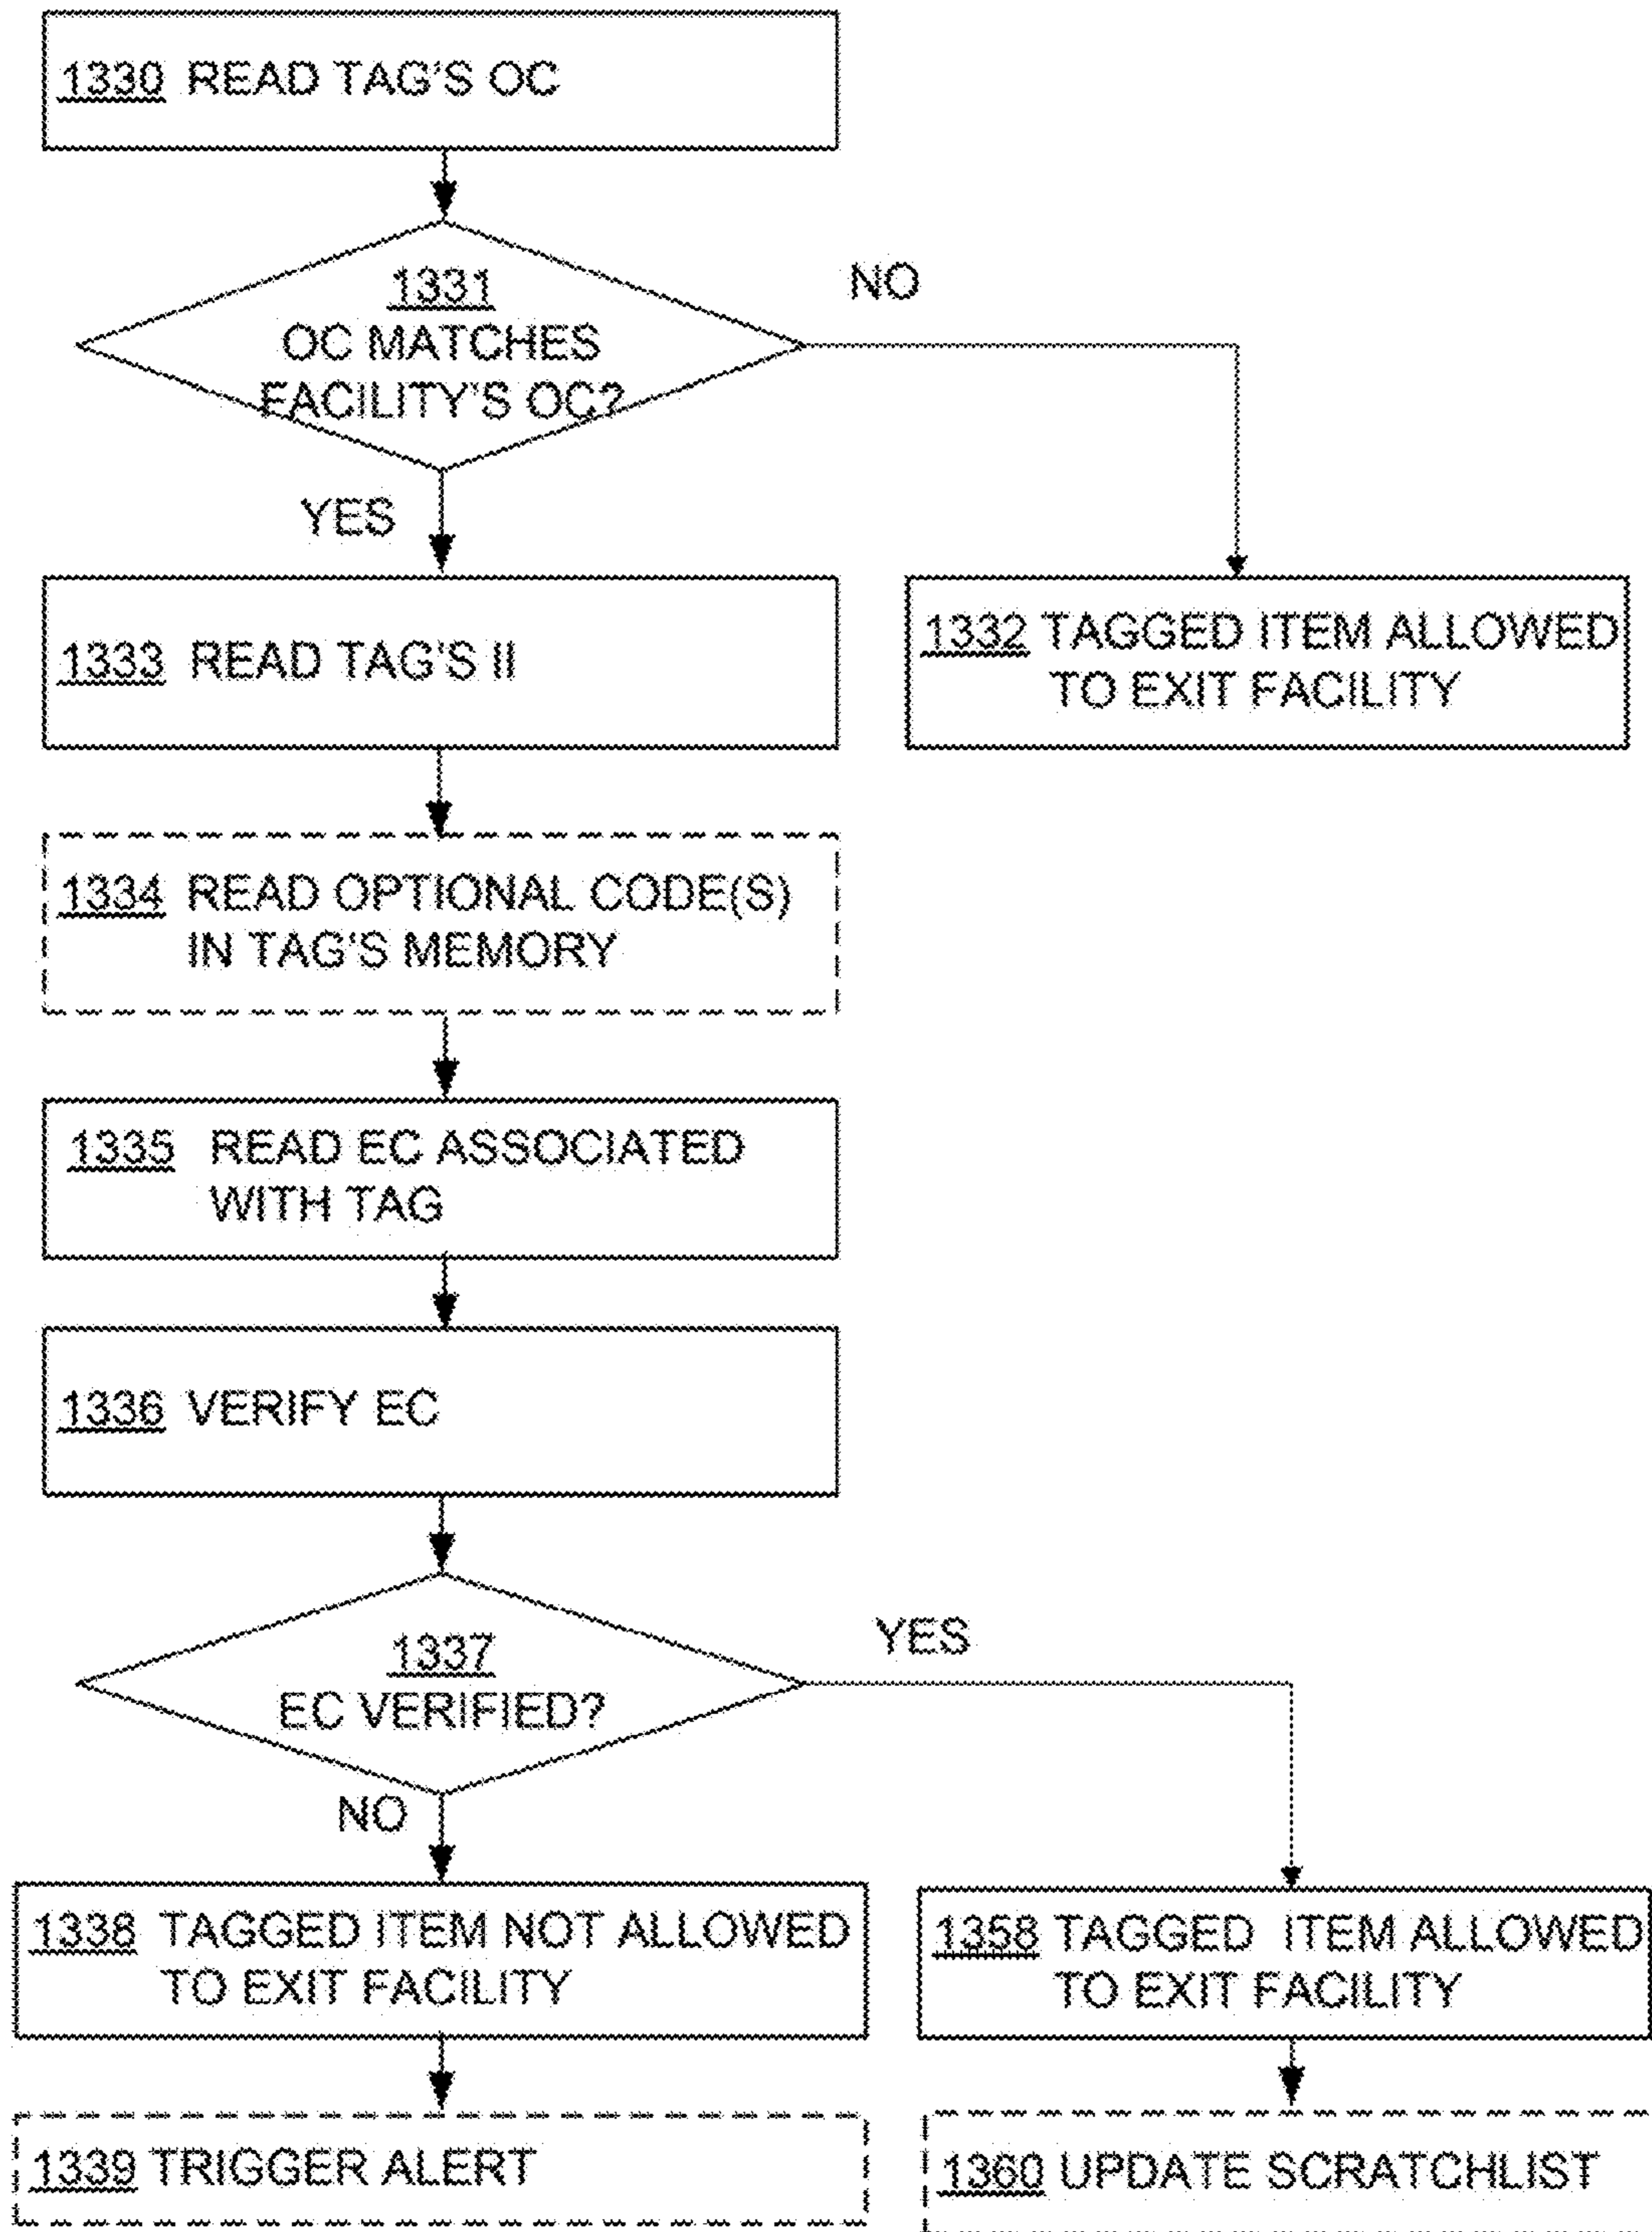 1330 READ TAG'S OC
1331
OC MATCHES
FACILITY'S OC?
NO
YES
1333 READ TAG'S II
1332 TAGGED ITEM ALLOWED
TO EXIT FACILITY
1334 READ OPTIONAL CODE(S)
IN TAG'S MEMORY
1335 READ EC ASSOCIATED
WITH TAG
1336 VERIFY EC
1337
EC VERIFIED?
YES
NO
1338 TAGGED ITEM NOT ALLOWED
TO EXIT FACILITY
1358 TAGGED ITEM ALLOWED
TO EXIT FACILITY
1339 TRIGGER ALERT
1360 UPDATE SCRATCHLIST